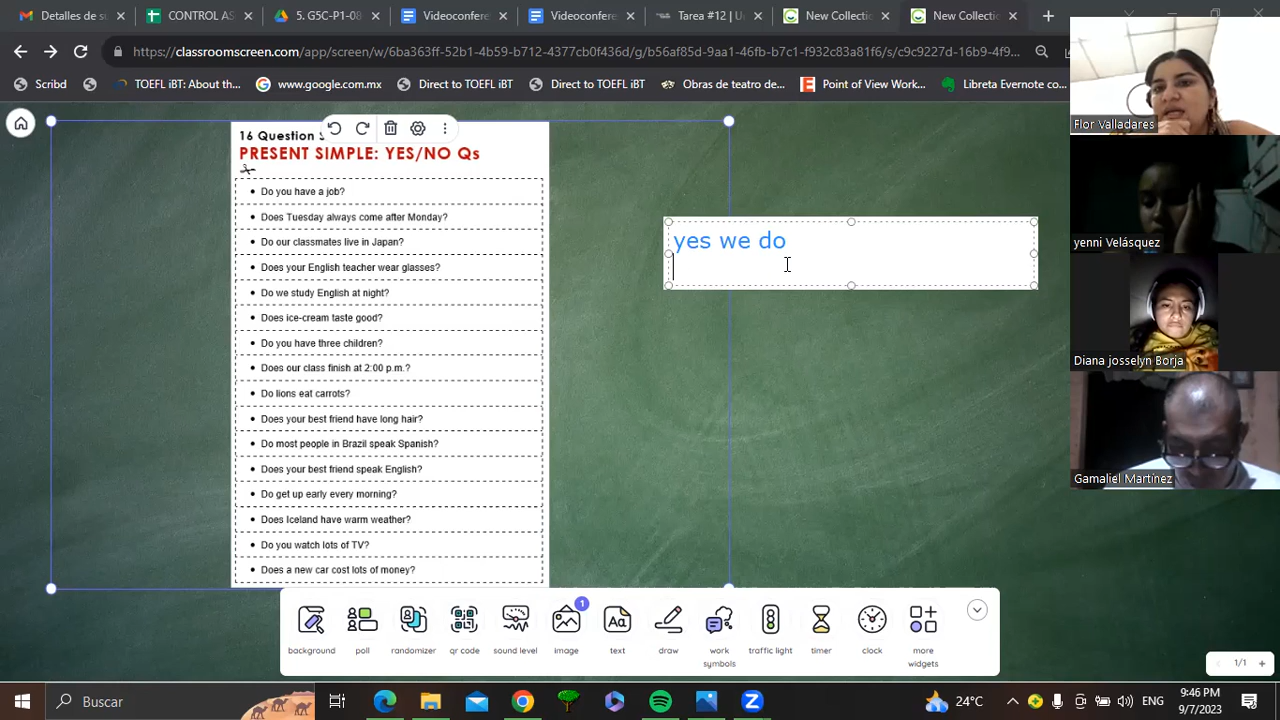 CONTROL DE AS
5. G5C-P1-
Videoconfere
Videoconfere
Tarea #12 | U
New Collectio
New Collectio
classroomscreen.com/app/screen/w/6ba363ff-52b1-4b59-b712-4377cb0f436d/g/b56af85d-9aa1-46fb-b7c1-f932c83a81f6/s/c9c9227d-16b9-4f9...
Scribd
TOEFL iBT: About th...
www.google.com/me...
Direct to TOEFL iBT
Direct to TOEFL iBT
Obras de teatro de...
Point of View Work...
Libreta Evernote co...
16 Question S
PRESENT SIMPLE: YES/NO Qs
• Do you have a job?
• Does Tuesday always come after Monday?
• Do our classmates live in Japan?
• Does your English teacher wear glasses?
• Do we study English at night?
• Does ice-cream taste good?
• Do you have three children?
• Does our class finish at 2:00 p.m.?
• Do lions eat carrots?
• Does your best friend have long hair?
• Do most people in Brazil speak Spanish?
• Does your best friend speak English?
• Do get up early every morning?
• Does Iceland have warm weather?
• Do you watch lots of TV?
• Does a new car cost lots of money?
yes we do
Flor Valladares
yenni Velásquez
Diana josselyn Borja
Gamaliel Martinez
1
background
poll
randomizer
qr code
sound level
image
text
draw
work symbols
traffic light
timer
clock
more widgets
1/1
Buscar
24°C
ENG
9:46 PM
9/7/2023